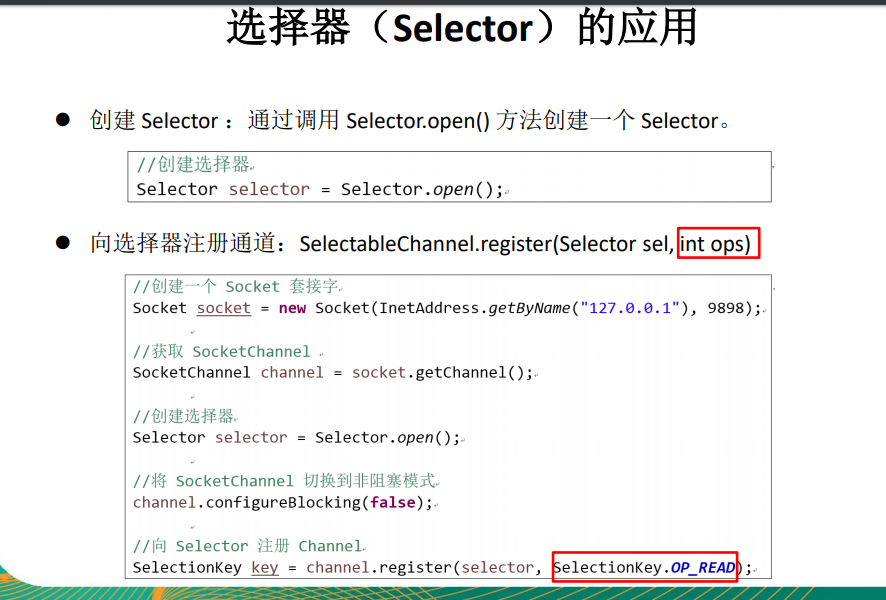 选择器（Selector）的应用
● 创建 Selector ：通过调用 Selector.open() 方法创建一个 Selector。
//创建选择器
Selector selector = Selector.open();
● 向选择器注册通道：SelectableChannel.register(Selector sel, int ops)
//创建一个 Socket 套接字
Socket socket = new Socket(InetAddress.getByName("127.0.0.1"), 9898);
//获取 SocketChannel
SocketChannel channel = socket.getChannel();
//创建选择器
Selector selector = Selector.open();
//将 SocketChannel 切换到非阻塞模式
channel.configureBlocking(false);
//向 Selector 注册 Channel
SelectionKey key = channel.register(selector, SelectionKey.OP_READ);